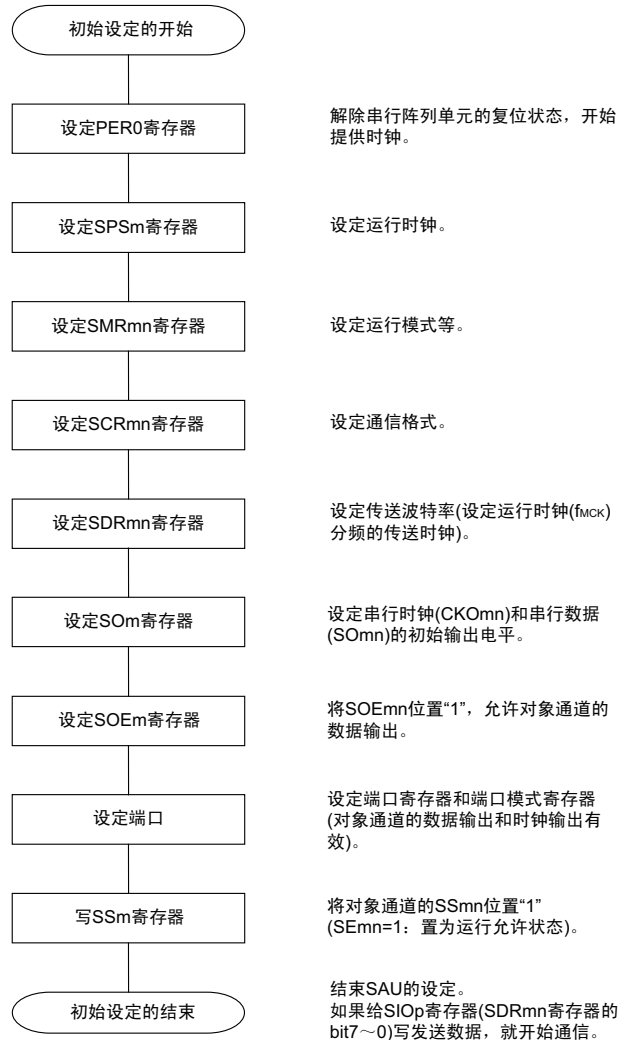 初始设定的开始
设定PER0寄存器
解除串行阵列单元的复位状态，开始
提供时钟。
设定SPSm寄存器
设定运行时钟。
设定SMRmn寄存器
设定运行模式等。
设定SCRmn寄存器
设定通信格式。
设定SDRmn寄存器
设定传送波特率(设定运行时钟(fMCK)
分频的传送时钟)。
设定SOm寄存器
设定串行时钟(CKOmn)和串行数据
(SOmn)的初始输出电平。
设定SOEm寄存器
将SOEmn位置“1”，允许对象通道的
数据输出。
设定端口
设定端口寄存器和端口模式寄存器
(对象通道的数据输出和时钟输出有
效)。
写SSm寄存器
将对象通道的SSmn位置“1”
(SEmn=1：置为运行允许状态)。
初始设定的结束
结束SAU的设定。
如果给SIOp寄存器(SDRmn寄存器的
bit7～0)写发送数据，就开始通信。